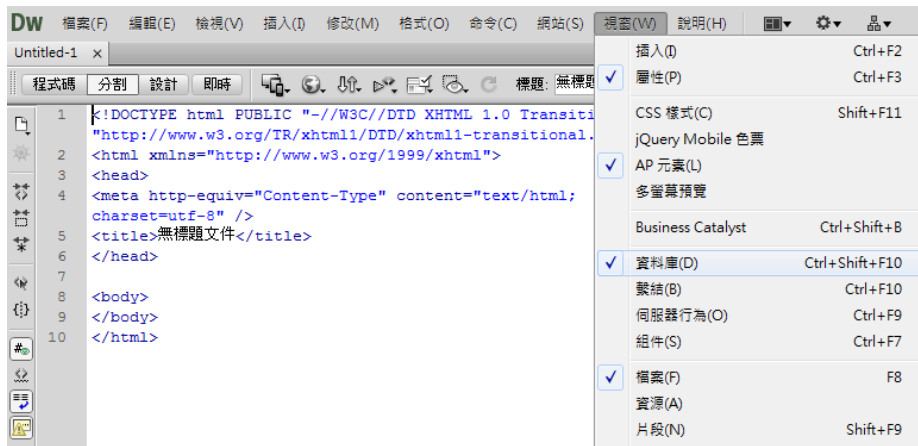 Dw 檔案(F) 編輯(E) 檢視(V) 插入(I) 修改(M) 格式(O) 命令(C) 網站(S) 視窗(W) 說明(H)
Untitled-1 ×
程式碼 分割 設計 即時 標題: 無標題
1 <!DOCTYPE html PUBLIC "-//W3C//DTD XHTML 1.0 Transiti
"http://www.w3.org/TR/xhtml1/DTD/xhtml1-transitional.
2 <html xmlns="http://www.w3.org/1999/xhtml">
3 <head>
4 <meta http-equiv="Content-Type" content="text/html;
charset=utf-8" />
5 <title>無標題文件</title>
6 </head>
7
8 <body>
9 </body>
10 </html>
插入(I) Ctrl+F2
屬性(P) Ctrl+F3
CSS 樣式(C) Shift+F11
jQuery Mobile 色票
AP 元素(L)
多螢幕預覽
Business Catalyst Ctrl+Shift+B
資料庫(D) Ctrl+Shift+F10
繫結(B) Ctrl+F10
伺服器行為(O) Ctrl+F9
組件(S) Ctrl+F7
檔案(F) F8
資源(A)
片段(N) Shift+F9